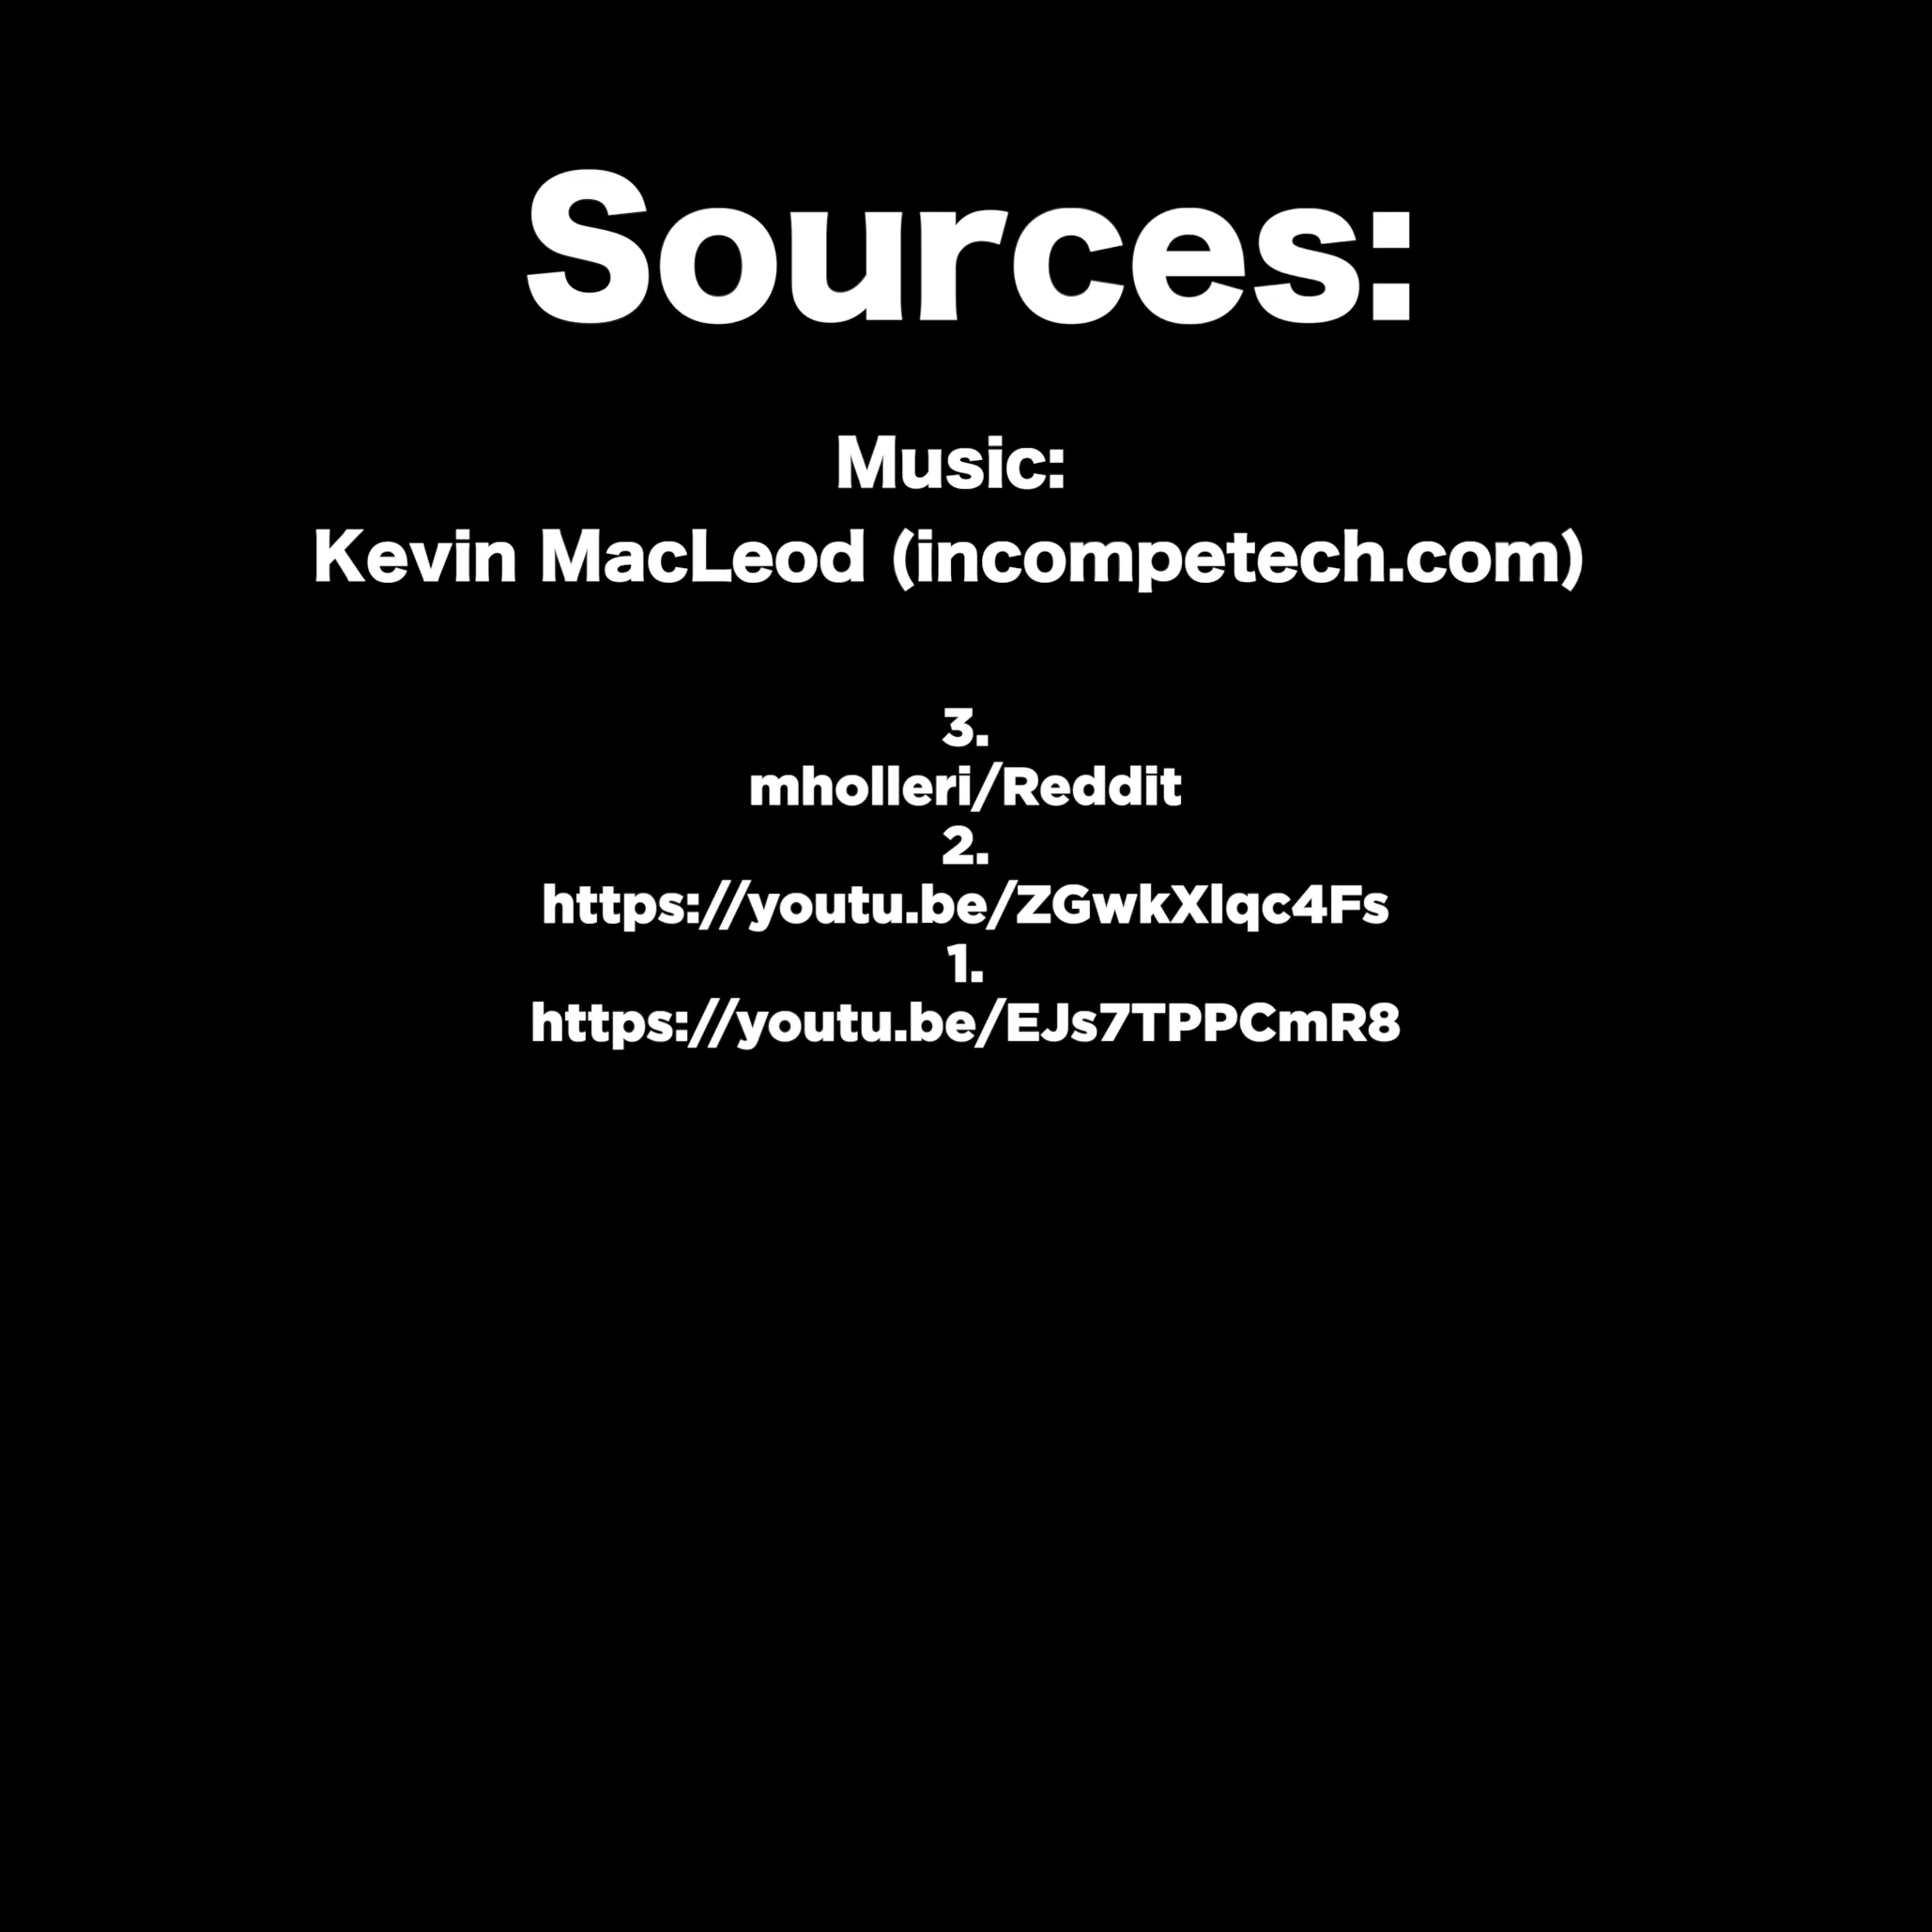 Sources:
Music:
Kevin MacLeod (incompetech.com)
3.
mholleri/Reddit
2.
https://youtu.be/ZGwkXlqc4Fs
1.
https://youtu.be/EJs7TPPCmR8